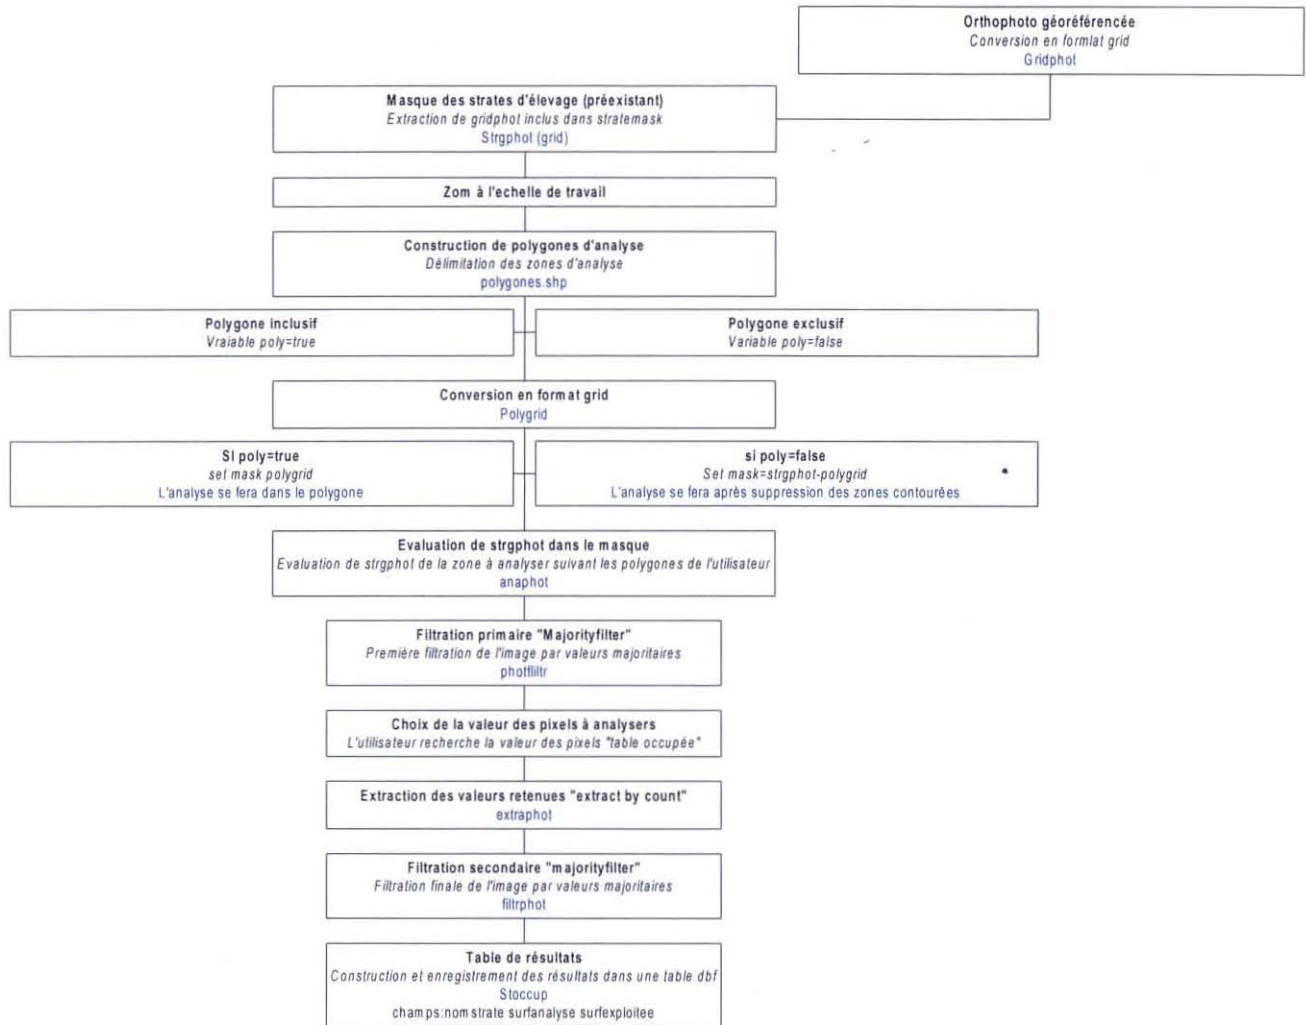 Orthophoto géoréférencée
Conversion en formlat grid
Gridphot
Masque des strates d'élevage (préexistant)
Extraction de gridphot inclus dans stratemask
Strgphot (grid)
Zom à l'echelle de travail
Construction de polygones d'analyse
Délimitation des zones d'analyse
polygones.shp
Polygone inclusif
Vraiable poly=true
Polygone exclusif
Variable poly=false
Conversion en format grid
Polygrid
SI poly=true
set mask polygrid
L'analyse se fera dans le polygone
si poly=false
Set mask=strgphot-polygrid
L'analyse se fera après suppression des zones contourées
Evaluation de strgphot dans le masque
Evaluation de strgphot de la zone à analyser suivant les polygones de l'utilisateur
anaphot
Filtration primaire "Majorityfilter"
Première filtration de l'image par valeurs majoritaires
photfliltr
Choix de la valeur des pixels à analysers
L'utilisateur recherche la valeur des pixels "table occupée"
Extraction des valeurs retenues "extract by count"
extraphot
Filtration secondaire "majorityfilter"
Filtration finale de l'image par valeurs majoritaires
filtrphot
Table de résultats
Construction et enregistrement des résultats dans une table dbf
Stoccup
champs:nomstrate surfanalyse surfexploitee